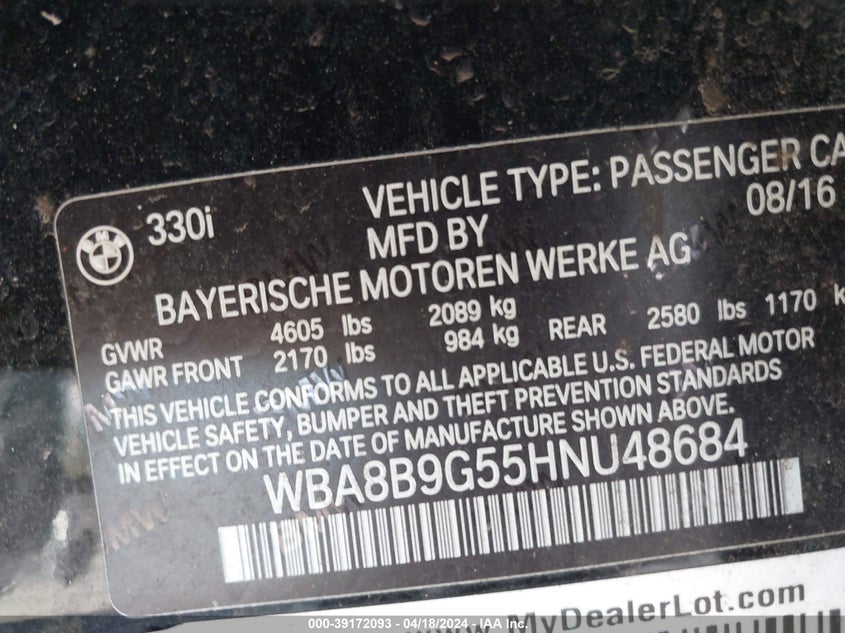 BMW 330i VEHICLE TYPE: PASSENGER CA
MFD BY 08/16
BAYERISCHE MOTOREN WERKE AG
GVWR 4605 lbs 2089 kg
GAWR FRONT 2170 lbs 984 kg REAR 2580 lbs 1170 k
THIS VEHICLE CONFORMS TO ALL APPLICABLE U.S. FEDERAL MOTOR
VEHICLE SAFETY, BUMPER AND THEFT PREVENTION STANDARDS
IN EFFECT ON THE DATE OF MANUFACTURE SHOWN ABOVE.
WBA8B9G55HNU48684
www.MyDealerLot.com
000-39172093 - 04/18/2024 - IAA Inc.